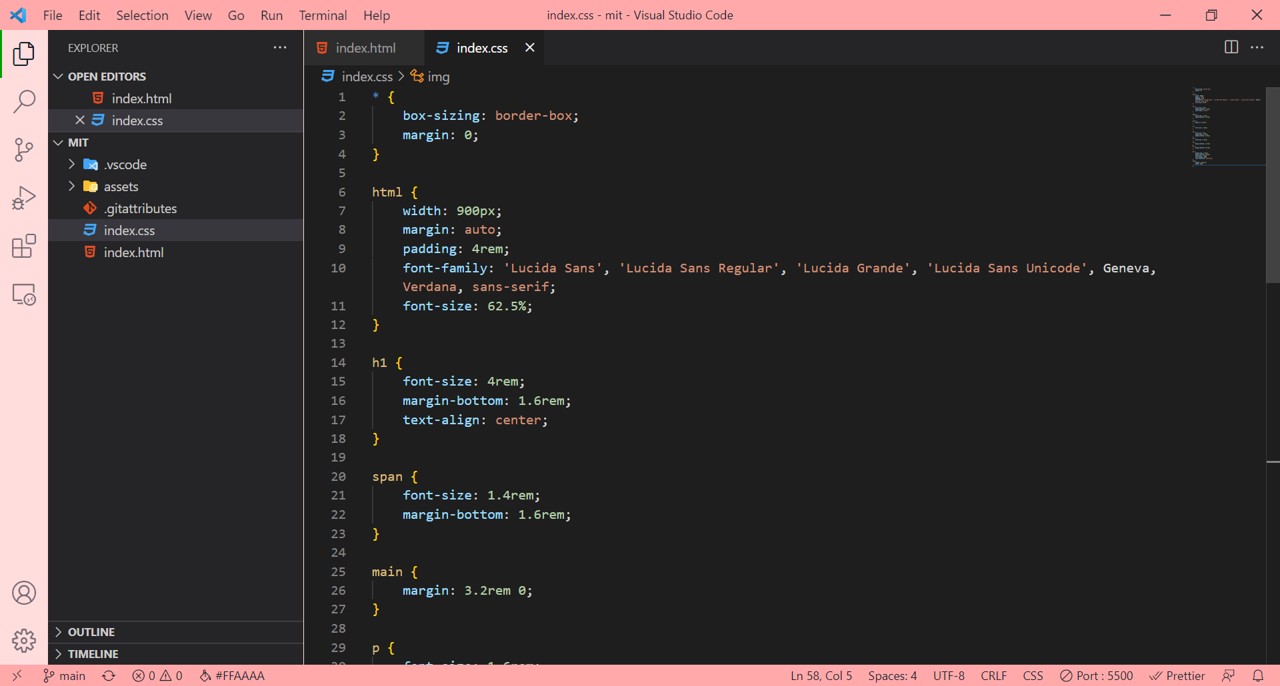 File Edit Selection View Go Run Terminal Help index.css - mit - Visual Studio Code
EXPLORER
OPEN EDITORS
index.html
index.css
MIT
.vscode
assets
.gitattributes
index.css
index.html
OUTLINE
TIMELINE
index.html index.css
index.css > img
1 * {
2 box-sizing: border-box;
3 margin: 0;
4 }
5
6 html {
7 width: 900px;
8 margin: auto;
9 padding: 4rem;
10 font-family: 'Lucida Sans', 'Lucida Sans Regular', 'Lucida Grande', 'Lucida Sans Unicode', Geneva,
Verdana, sans-serif;
11 font-size: 62.5%;
12 }
13
14 h1 {
15 font-size: 4rem;
16 margin-bottom: 1.6rem;
17 text-align: center;
18 }
19
20 span {
21 font-size: 1.4rem;
22 margin-bottom: 1.6rem;
23 }
24
25 main {
26 margin: 3.2rem 0;
27 }
28
29 p {
main 0 0 #FFAAAA Ln 58, Col 5 Spaces: 4 UTF-8 CRLF CSS Port : 5500 Prettier